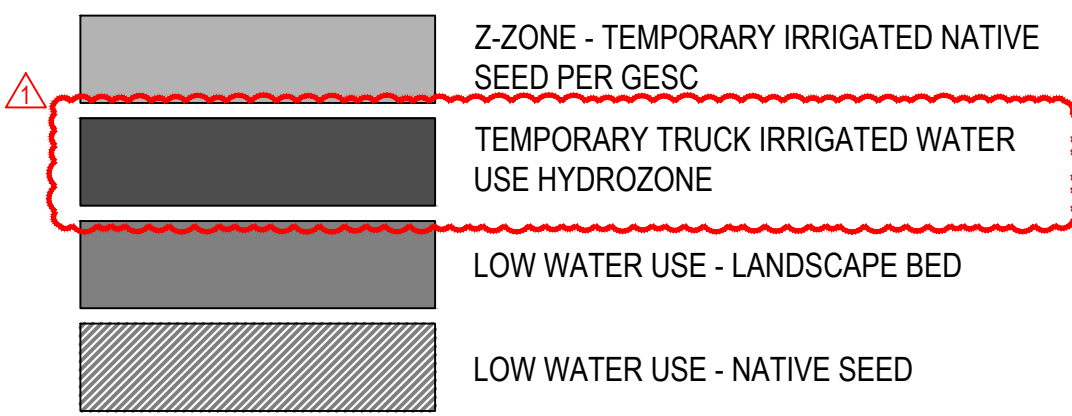 Z-ZONE - TEMPORARY IRRIGATED NATIVE
SEED PER GESC
1
TEMPORARY TRUCK IRRIGATED WATER
USE HYDROZONE
LOW WATER USE - LANDSCAPE BED
LOW WATER USE - NATIVE SEED